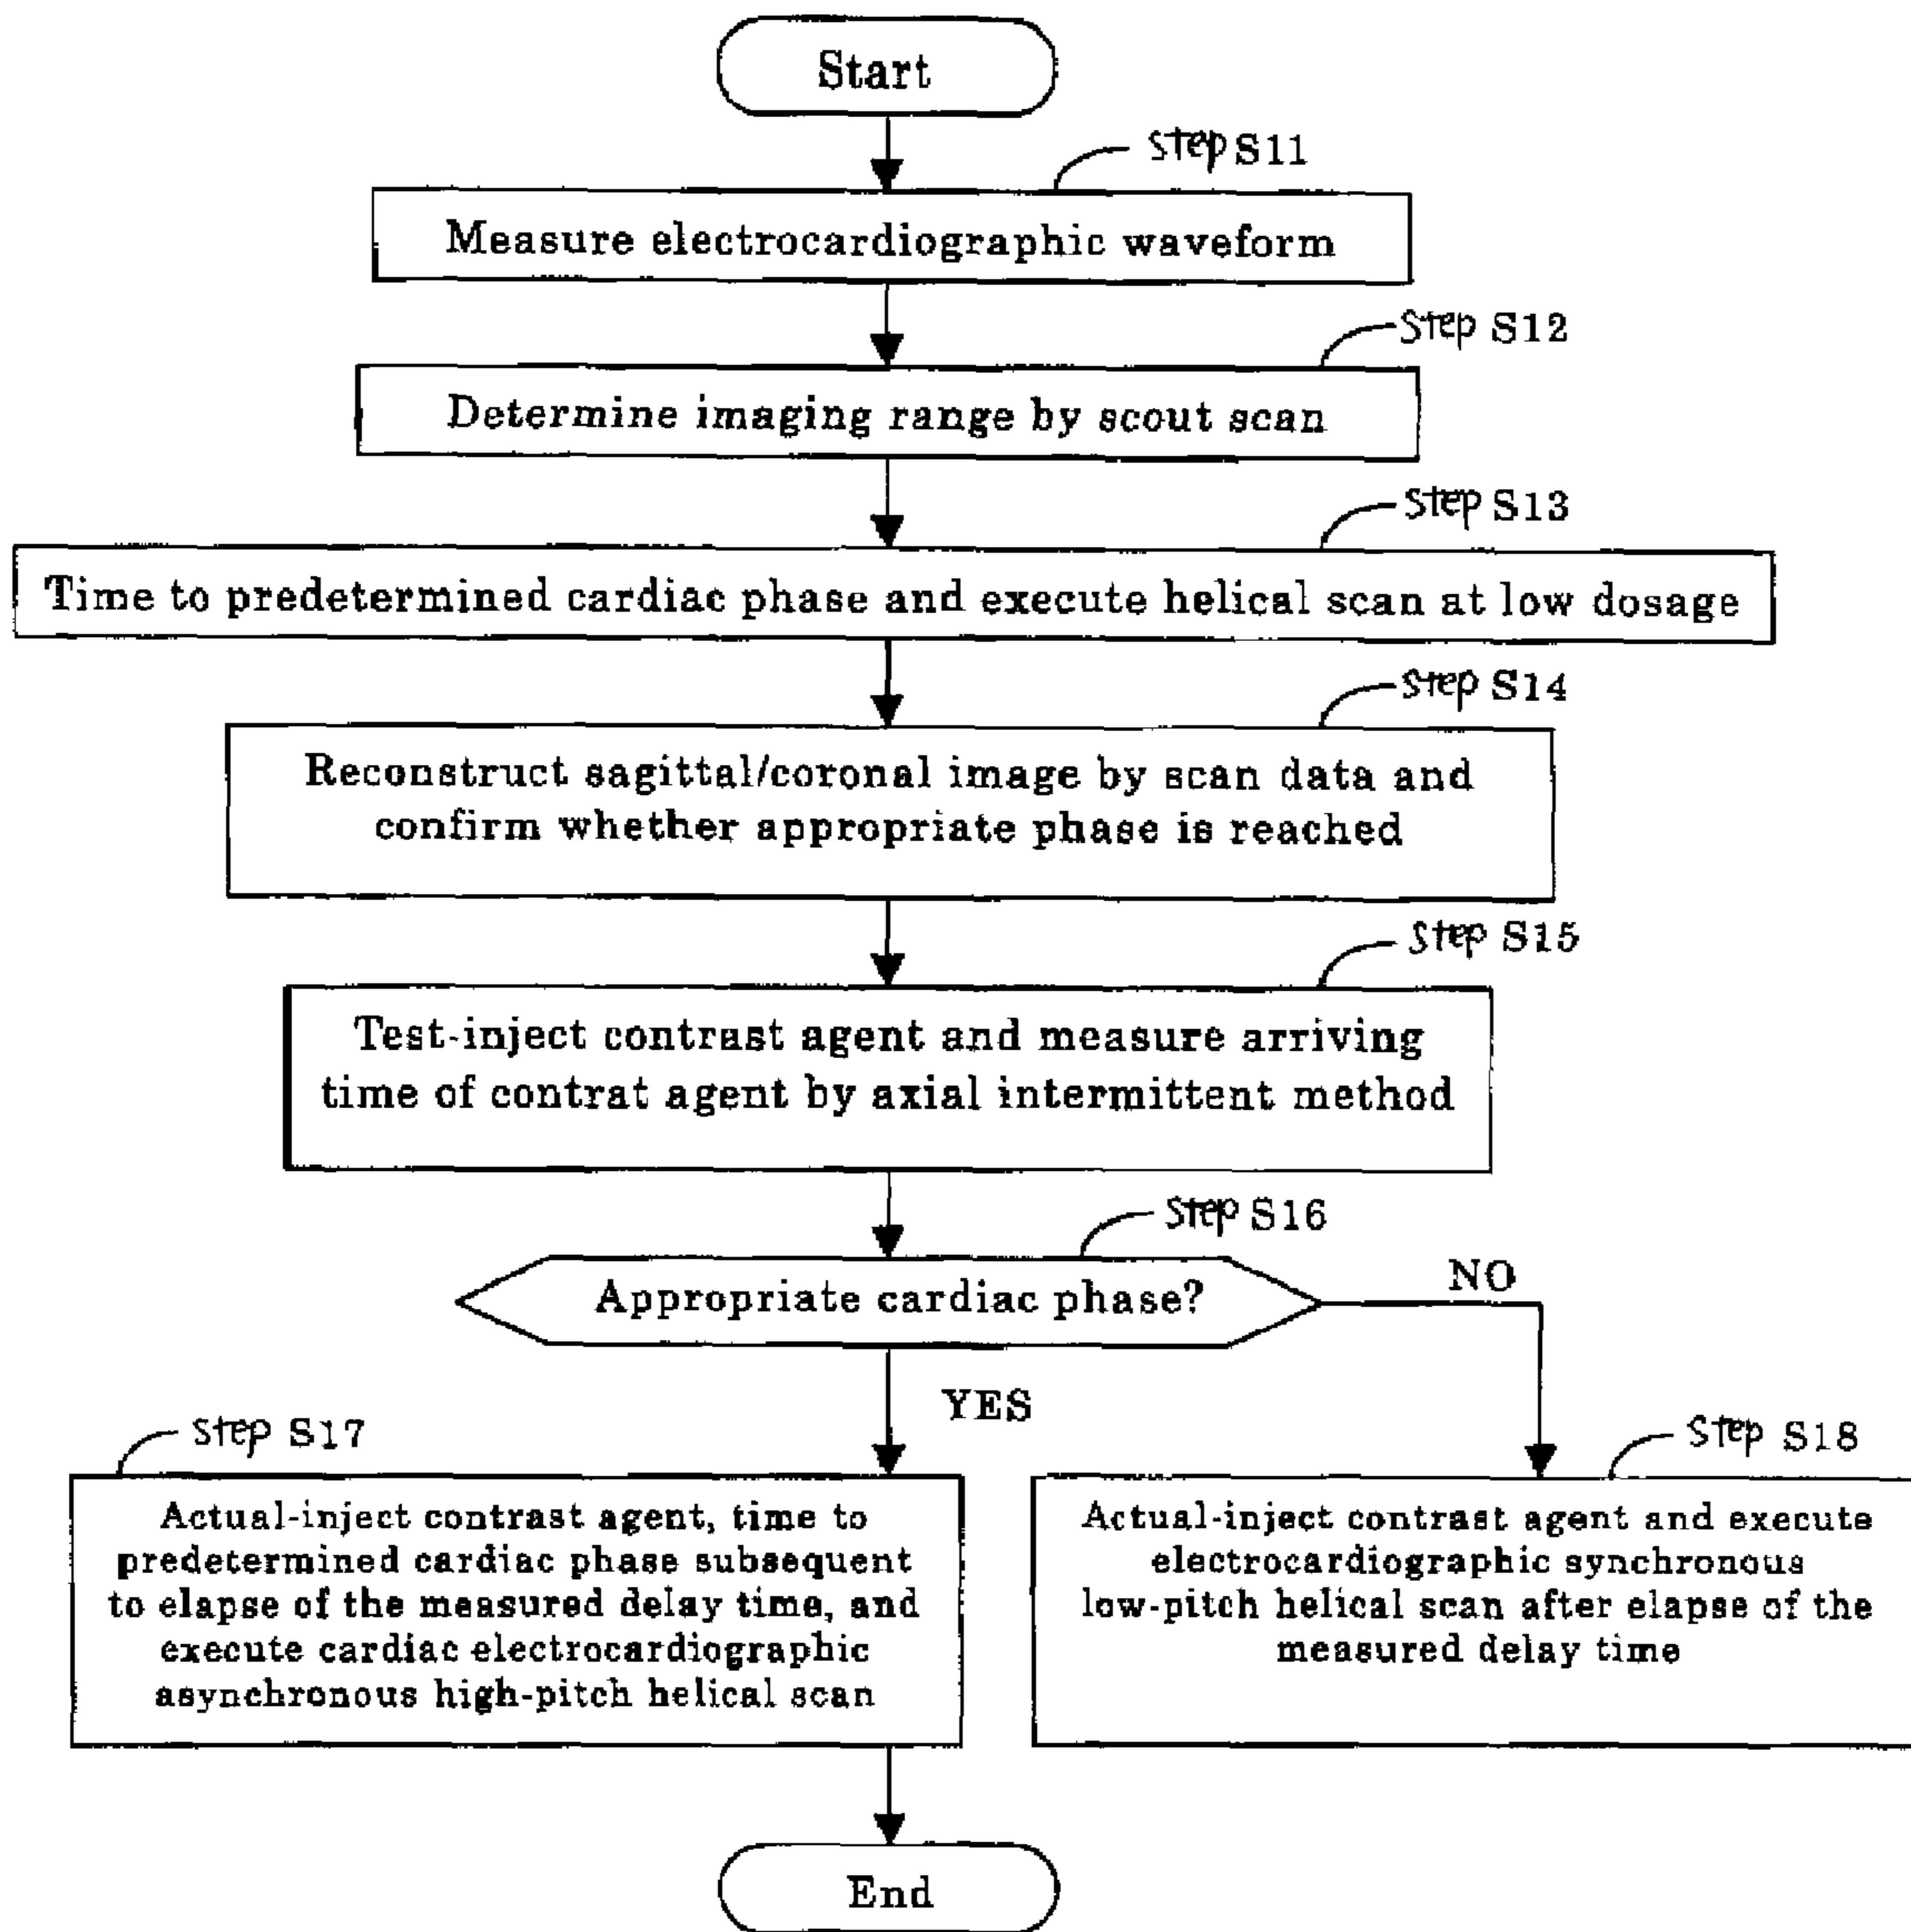 Start
Step S11
Measure electrocardiographic waveform
Step S12
Determine imaging range by scout scan
Step S13
Time to predetermined cardiac phase and execute helical scan at low dosage
Step S14
Reconstruct sagittal/coronal image by scan data and
confirm whether appropriate phase is reached
Step S15
Test-inject contrast agent and measure arriving
time of contrat agent by axial intermittent method
Step S16
Appropriate cardiac phase?
NO
YES
Step S17
Actual-inject contrast agent, time to
predetermined cardiac phase subsequent
to elapse of the measured delay time, and
execute cardiac electrocardiographic
asynchronous high-pitch helical scan
Step S18
Actual-inject contrast agent and execute
electrocardiographic synchronous
low-pitch helical scan after elapse of the
measured delay time
End